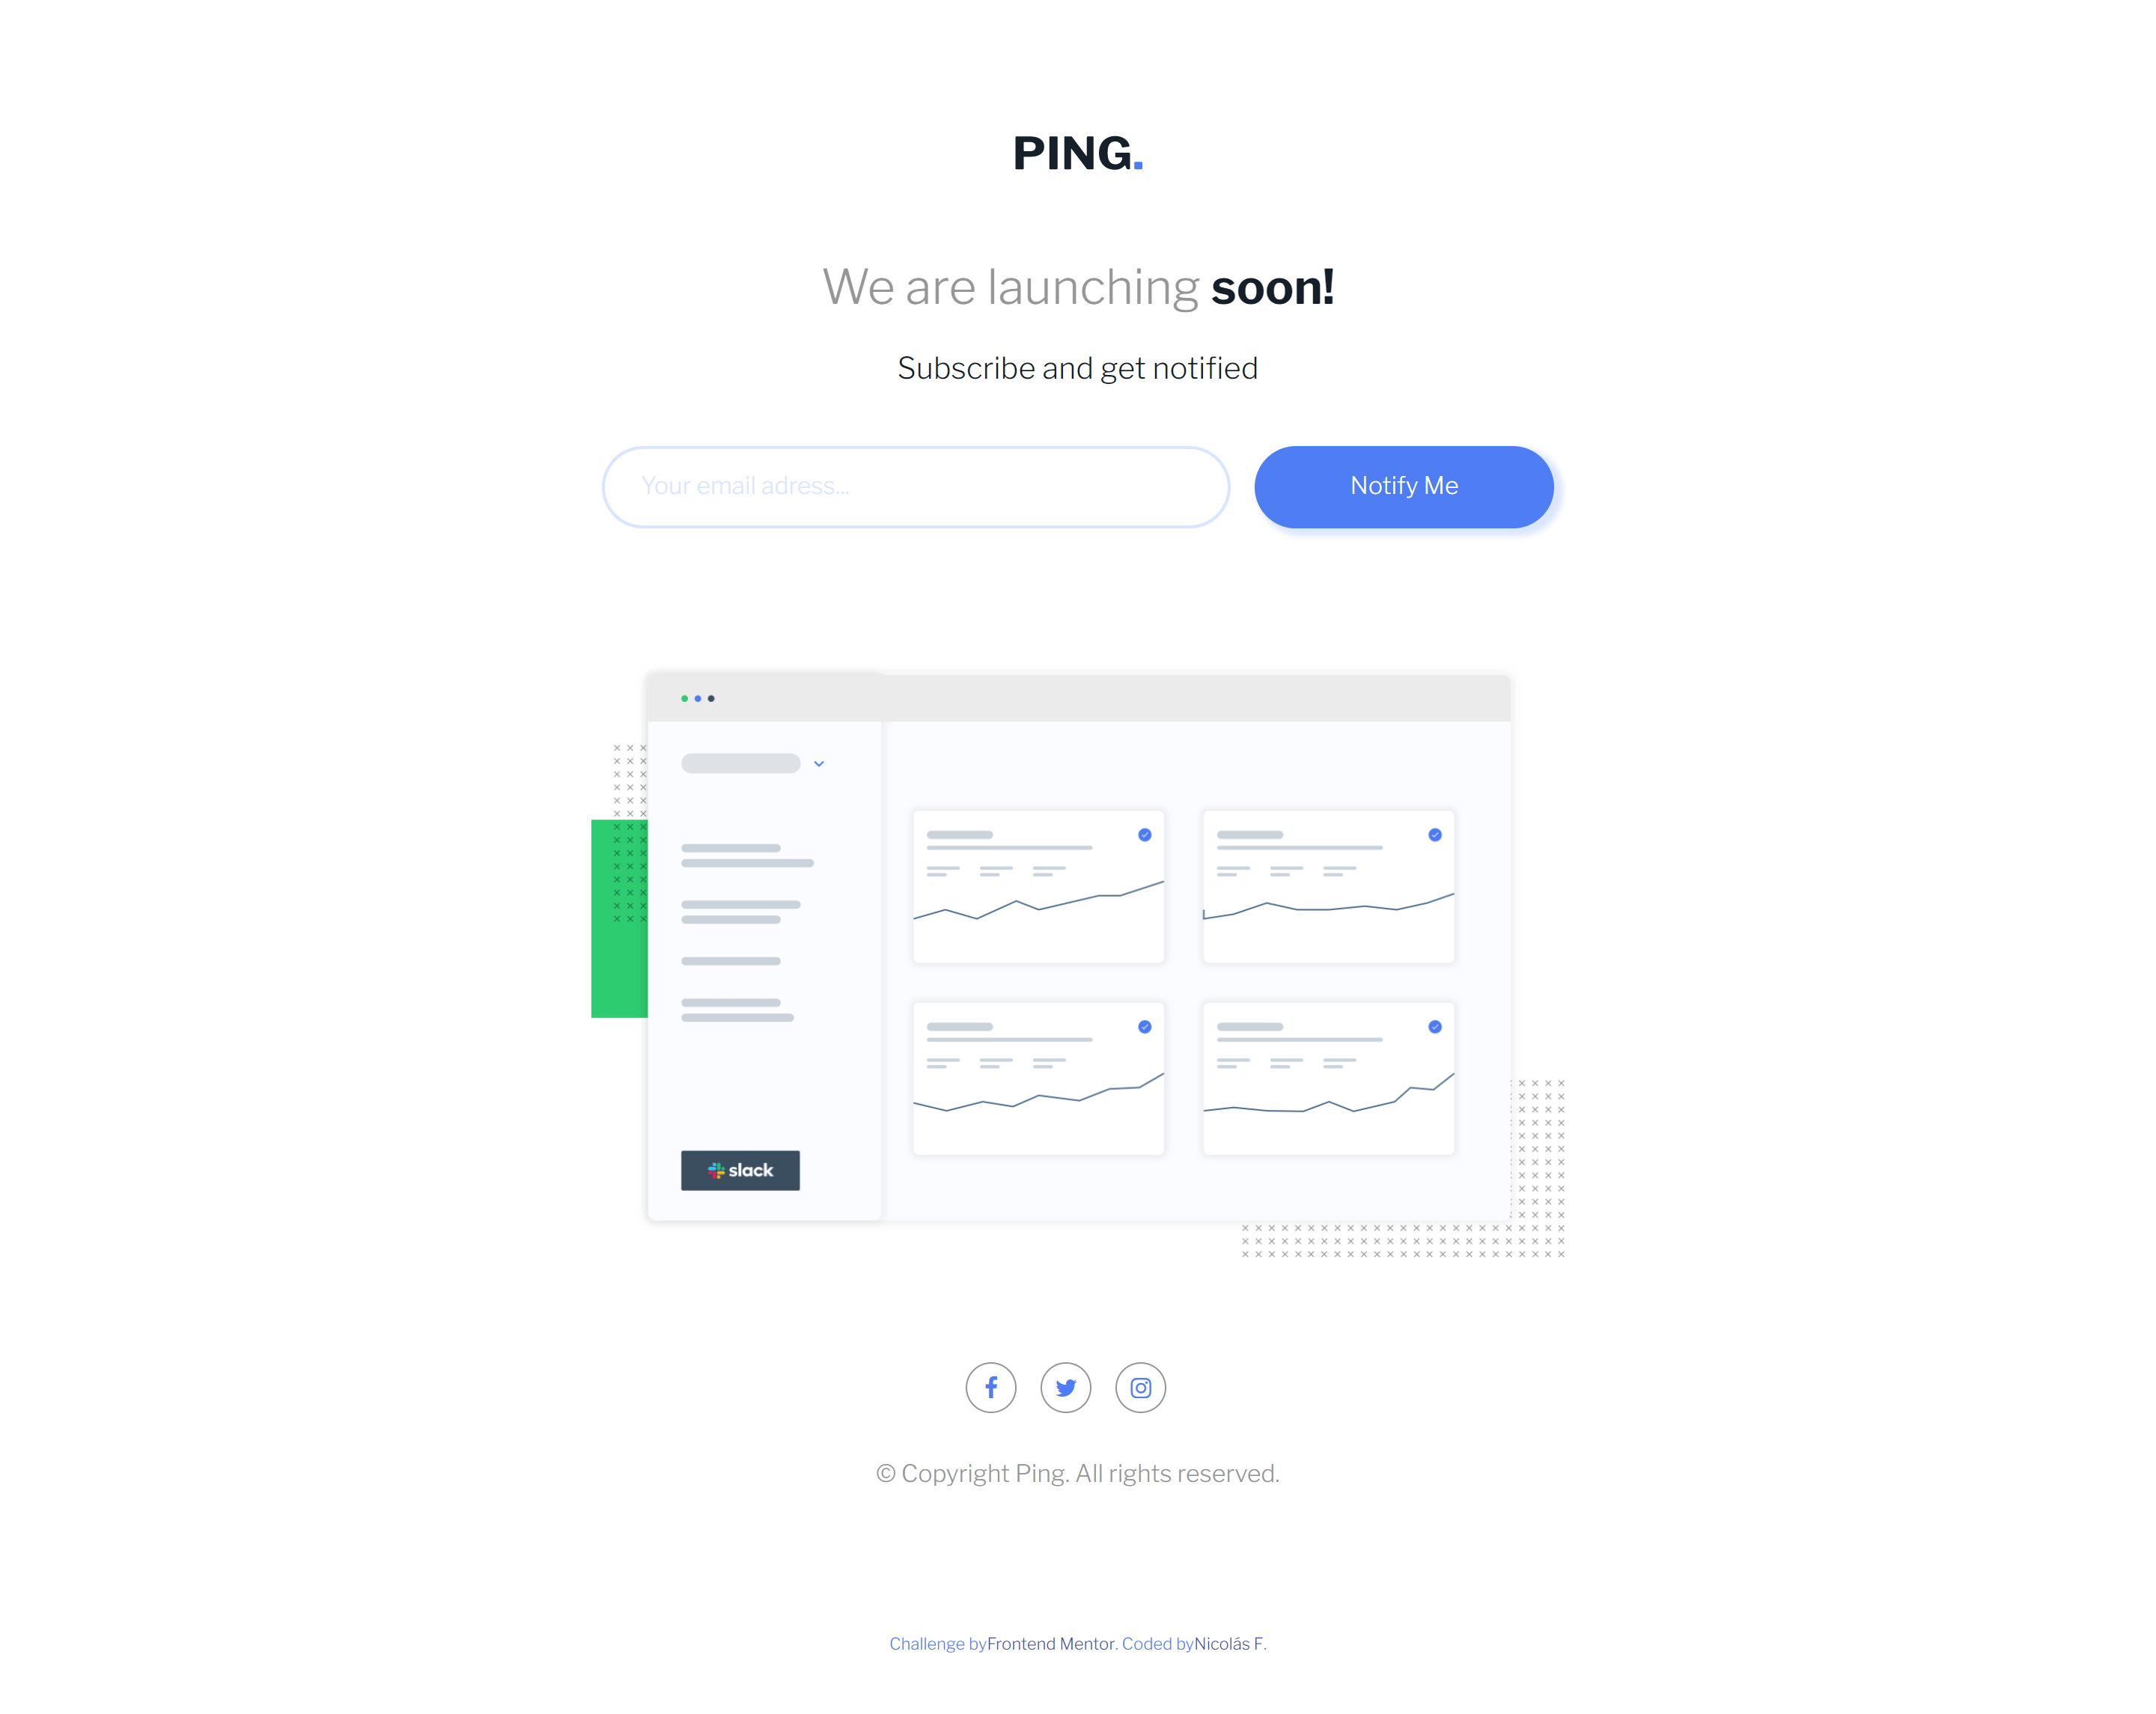 PING.
We are launching soon!
Subscribe and get notified
Your email adress...
Notify Me
slack
© Copyright Ping. All rights reserved.
Challenge byFrontend Mentor. Coded byNicolás F.